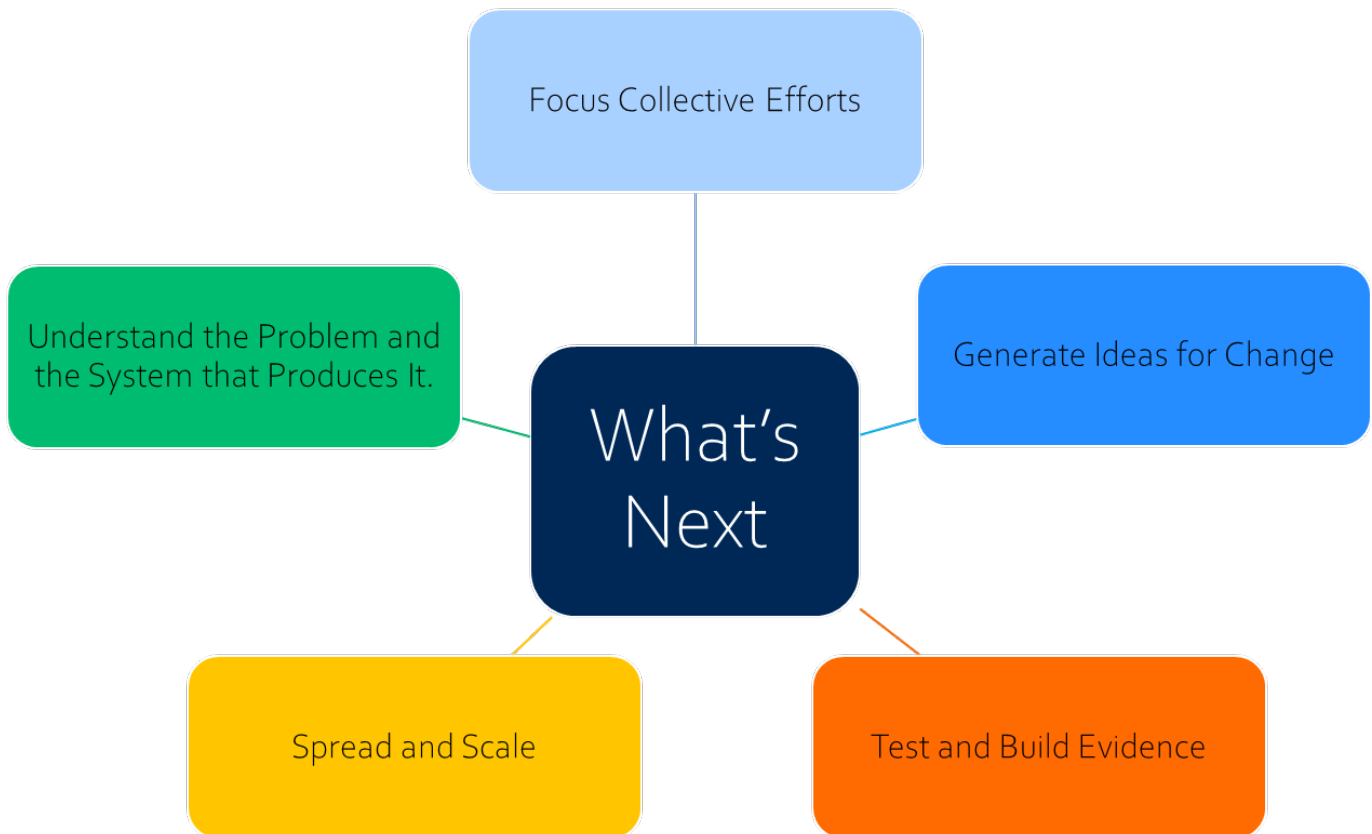 Focus Collective Efforts
Understand the Problem and
the System that Produces It.
Generate Ideas for Change
What’s
Next
Spread and Scale
Test and Build Evidence